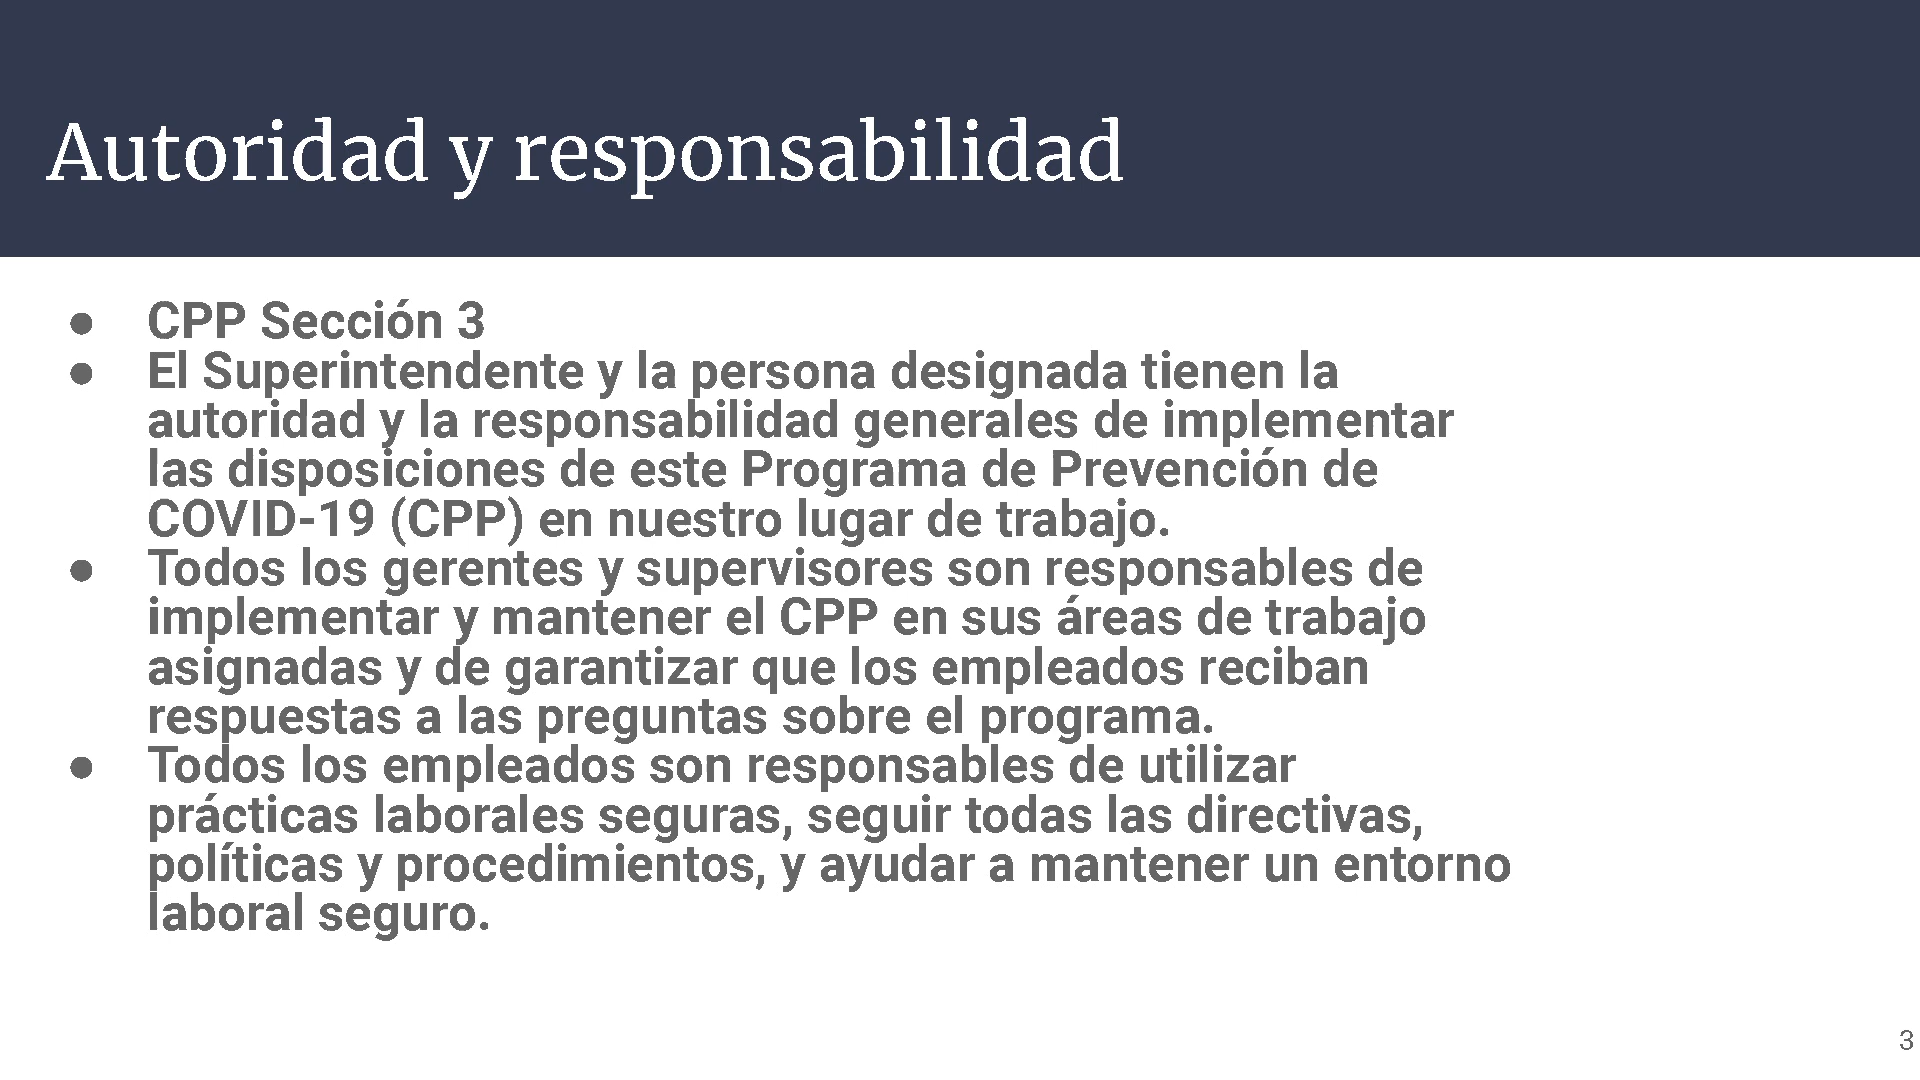 Autoridad y responsabilidad
● CPP Sección 3
● El Superintendente y la persona designada tienen la
autoridad y la responsabilidad generales de implementar
las disposiciones de este Programa de Prevención de
COVID-19 (CPP) en nuestro lugar de trabajo.
● Todos los gerentes y supervisores son responsables de
implementar y mantener el CPP en sus áreas de trabajo
asignadas y de garantizar que los empleados reciban
respuestas a las preguntas sobre el programa.
● Todos los empleados son responsables de utilizar
prácticas laborales seguras, seguir todas las directivas,
políticas y procedimientos, y ayudar a mantener un entorno
laboral seguro.
3